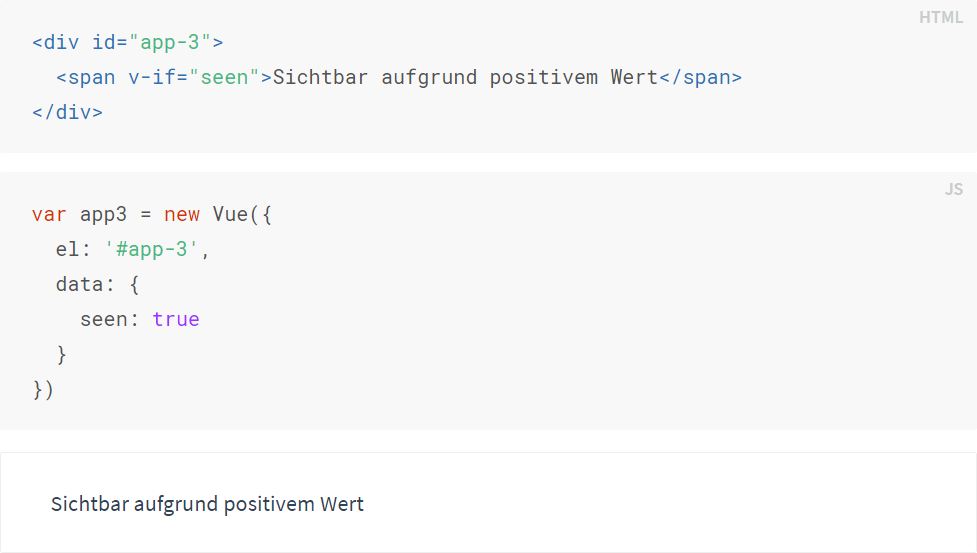 HTML
<div id="app-3">
  <span v-if="seen">Sichtbar aufgrund positivem Wert</span>
</div>
JS
var app3 = new Vue({
  el: '#app-3',
  data: {
    seen: true
  }
})
Sichtbar aufgrund positivem Wert